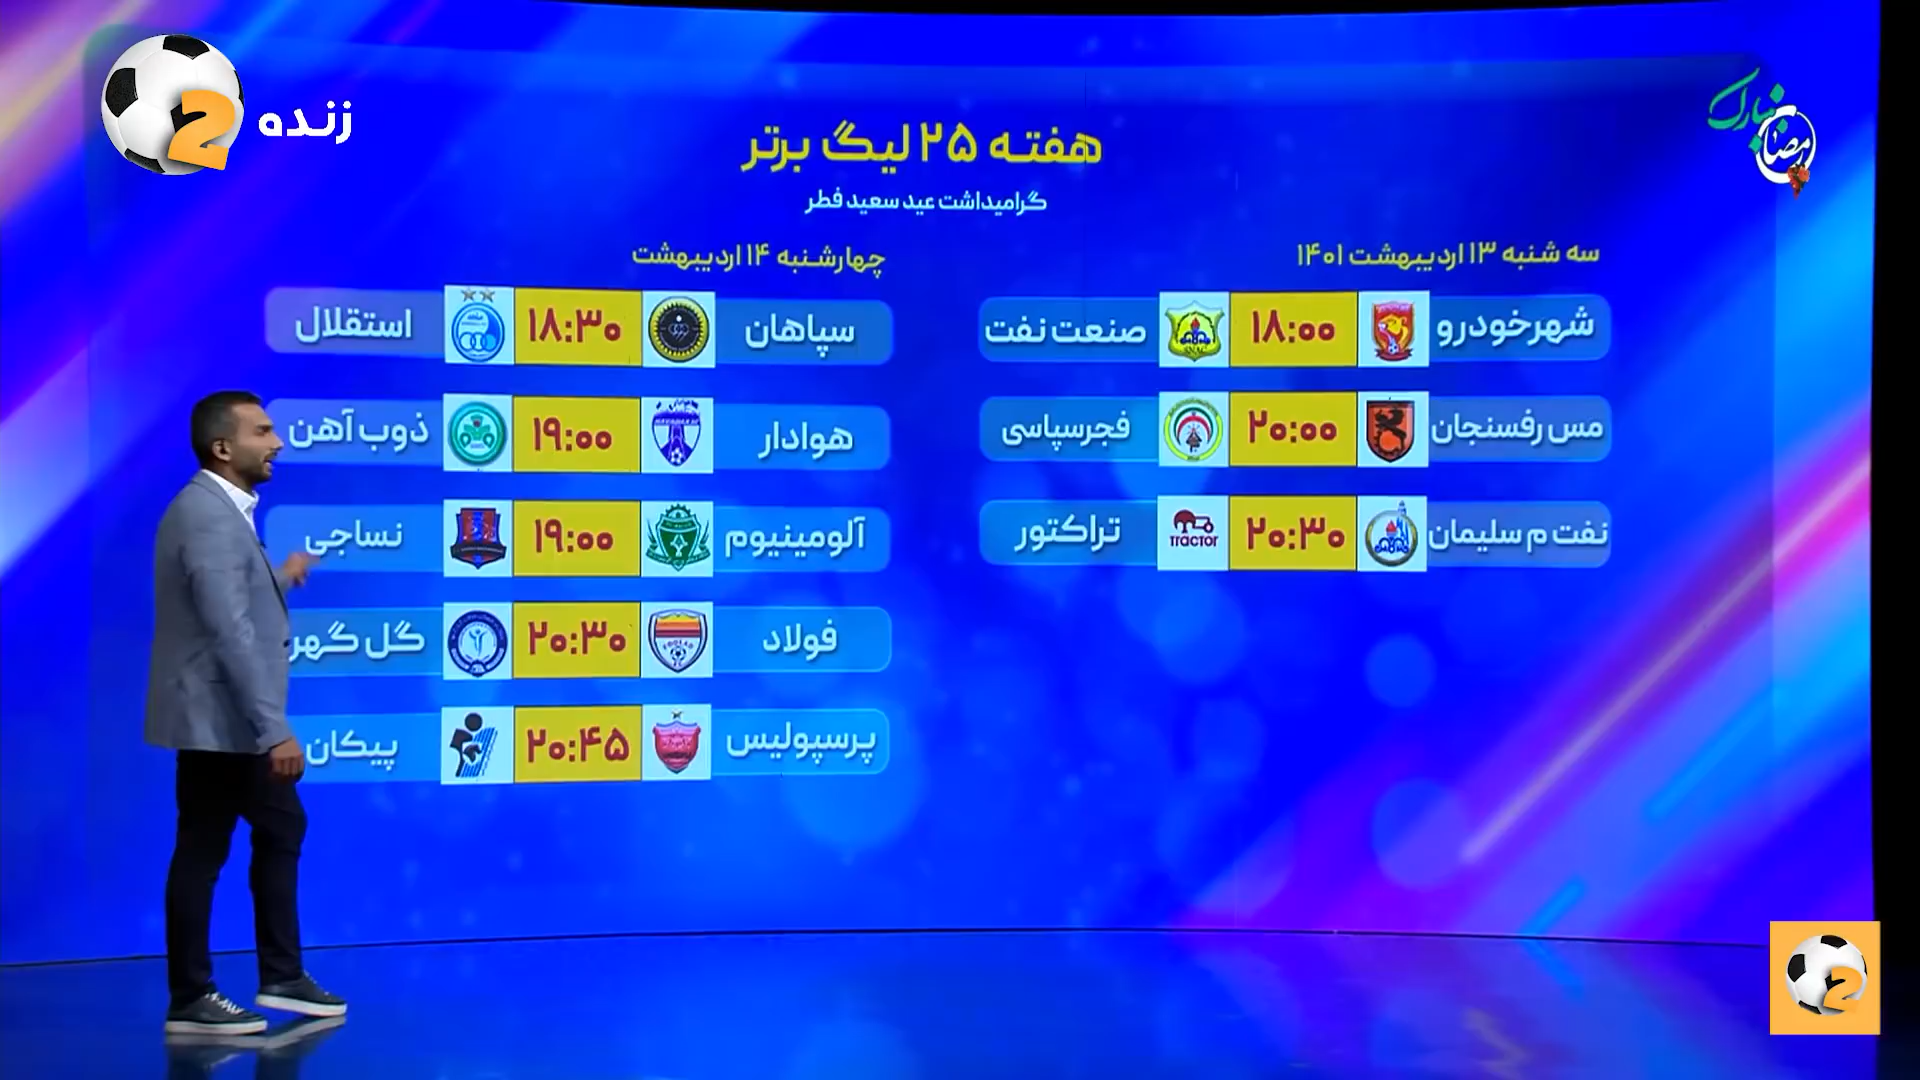 زنده
رمضان مبارک
هفته ۲۵ لیگ برتر
گرامیداشت عید سعید فطر
سه شنبه ۱۳ اردیبهشت ۱۴۰۱
شهرخودرو ۱۸:۰۰ صنعت نفت
مس رفسنجان ۲۰:۰۰ فجرسپاسی
نفت م سلیمان ۲۰:۳۰ TRACTOR تراکتور
چهارشنبه ۱۴ اردیبهشت
سپاهان ۱۸:۳۰ استقلال
هوادار ۱۹:۰۰ ذوب آهن
آلومینیوم ۱۹:۰۰ نساجی
فولاد ۲۰:۳۰ گل گهر
پرسپولیس ۲۰:۴۵ پیکان
2
2